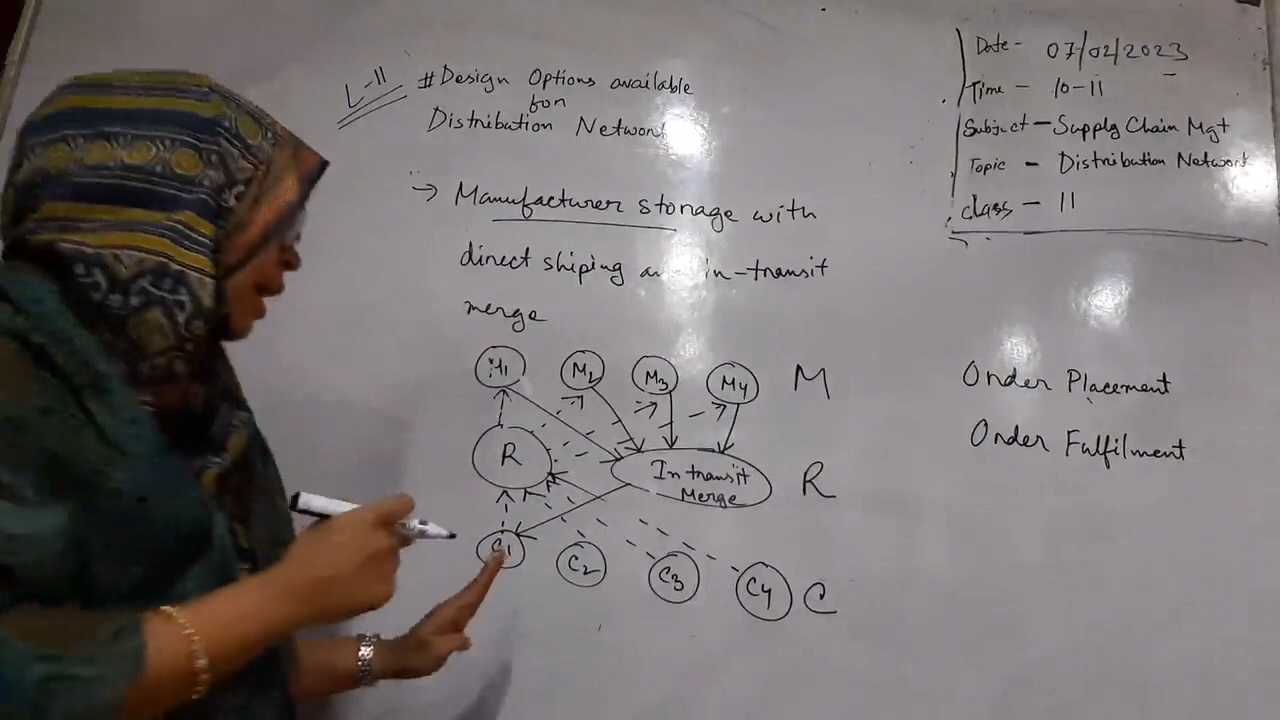 L-11
#Design Options available
for
Distribution Network
→ Manufacturer storage with
direct shiping in-transit
merge
M1 M2 M3 M4 M
R In transit Merge R
C1 C2 C3 C4 C
Date - 07/02/2023
Time - 10-11
Subject - Supply Chain Mgt
Topic - Distribution Network
class - 11
Order Placement
Order Fulfilment